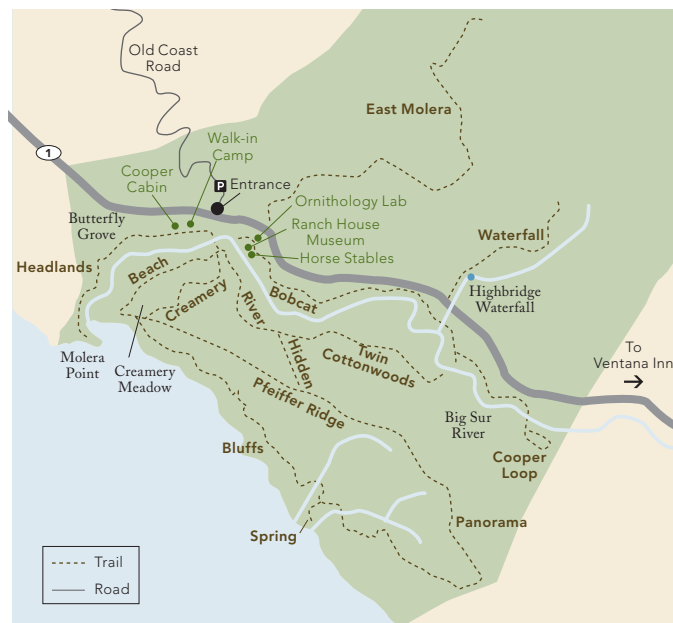 Old Coast
Road
East Molera
1
Walk-in
Camp
Cooper
Cabin
P
Entrance
Ornithology Lab
Butterfly
Grove
Ranch House
Museum
Waterfall
Horse Stables
Headlands
Beach
Creamery
River
Bobcat
Highbridge
Waterfall
To
Ventana Inn
Molera
Point
Creamery
Meadow
Hidden
Twin
Cottonwoods
Pfeiffer Ridge
Big Sur
River
Bluffs
Cooper
Loop
Panorama
Spring
Trail
Road